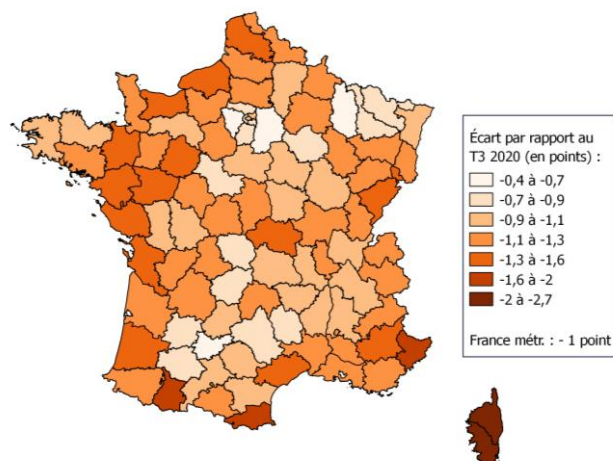 Écart par rapport au
T3 2020 (en points) :
-0,4 à -0,7
-0,7 à -0,9
-0,9 à -1,1
-1,1 à -1,3
-1,3 à -1,6
-1,6 à -2
-2 à -2,7
France métr. : - 1 point